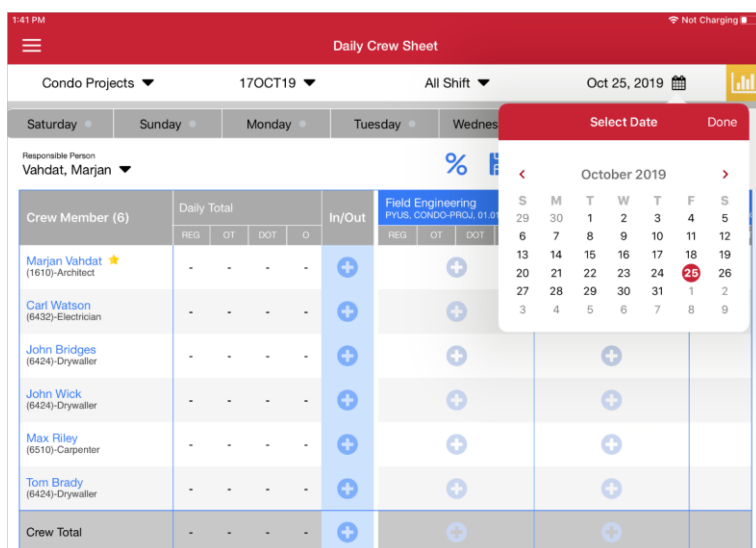 1:41 PM
Not Charging
Daily Crew Sheet
Condo Projects
17OCT19
All Shift
Oct 25, 2019
Saturday
Sunday
Monday
Tuesday
Wednes
Select Date
Done
Responsible Person
Vahdat, Marjan
%
October 2019
S M T W T F S
29 30 1 2 3 4 5
6 7 8 9 10 11 12
13 14 15 16 17 18 19
20 21 22 23 24 25 26
27 28 29 30 31 1 2
3 4 5 6 7 8 9
Crew Member (6)
Daily Total
In/Out
Field Engineering
PYUS, CONDO-PROJ, 01.01
REG OT DOT O
REG OT DOT
Marjan Vahdat
(1610)-Architect
- - - -
Carl Watson
(6432)-Electrician
- - - -
John Bridges
(6424)-Drywaller
- - - -
John Wick
(6424)-Drywaller
- - - -
Max Riley
(6510)-Carpenter
- - - -
Tom Brady
(6424)-Drywaller
- - - -
Crew Total
- - - -